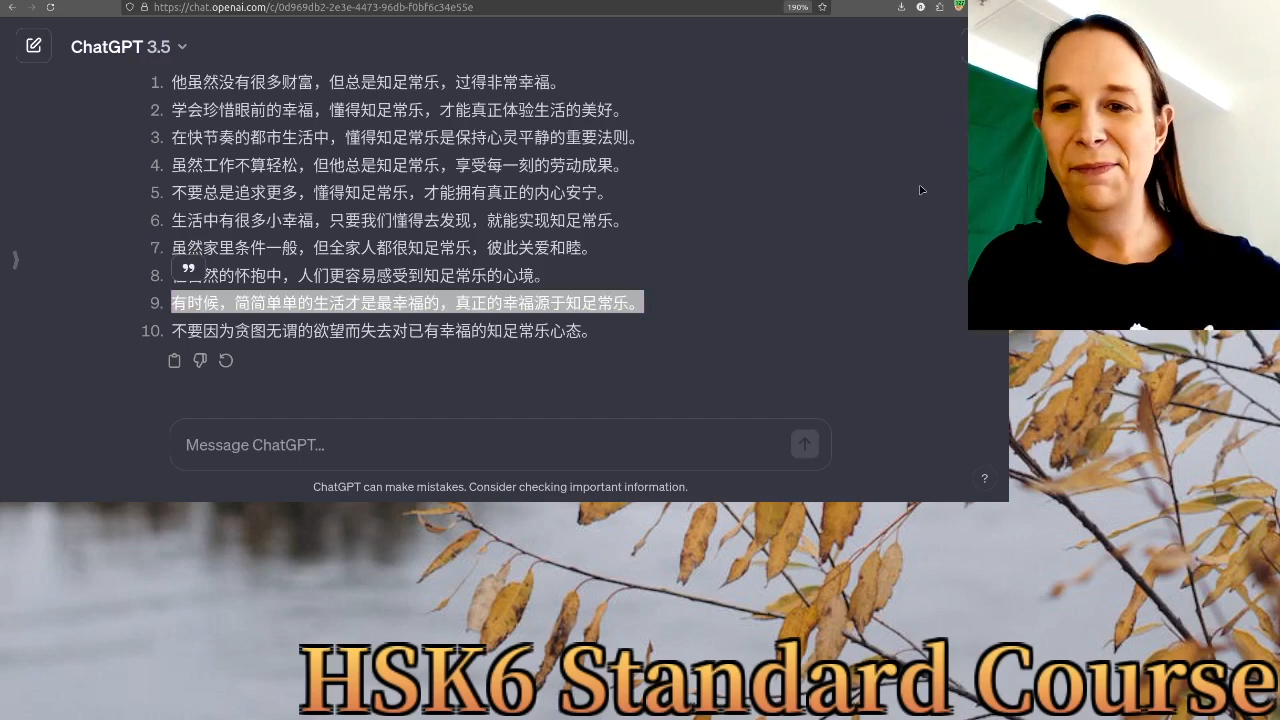 https://chat.openai.com/c/0d969db2-2e3e-4473-96db-f0bf6c34e55e
190%
ChatGPT 3.5
1. 他虽然没有很多财富，但总是知足常乐，过得非常幸福。
2. 学会珍惜眼前的幸福，懂得知足常乐，才能真正体验生活的美好。
3. 在快节奏的都市生活中，懂得知足常乐是保持心灵平静的重要法则。
4. 虽然工作不算轻松，但他总是知足常乐，享受每一刻的劳动成果。
5. 不要总是追求更多，懂得知足常乐，才能拥有真正的内心安宁。
6. 生活中有很多小幸福，只要我们懂得去发现，就能实现知足常乐。
7. 虽然家里条件一般，但全家人都很知足常乐，彼此关爱和睦。
8. 然的怀抱中，人们更容易感受到知足常乐的心境。
9. 有时候，简简单单的生活才是最幸福的，真正的幸福源于知足常乐。
10. 不要因为贪图无谓的欲望而失去对已有幸福的知足常乐心态。
Message ChatGPT...
ChatGPT can make mistakes. Consider checking important information.
?
HSK6 Standard Course